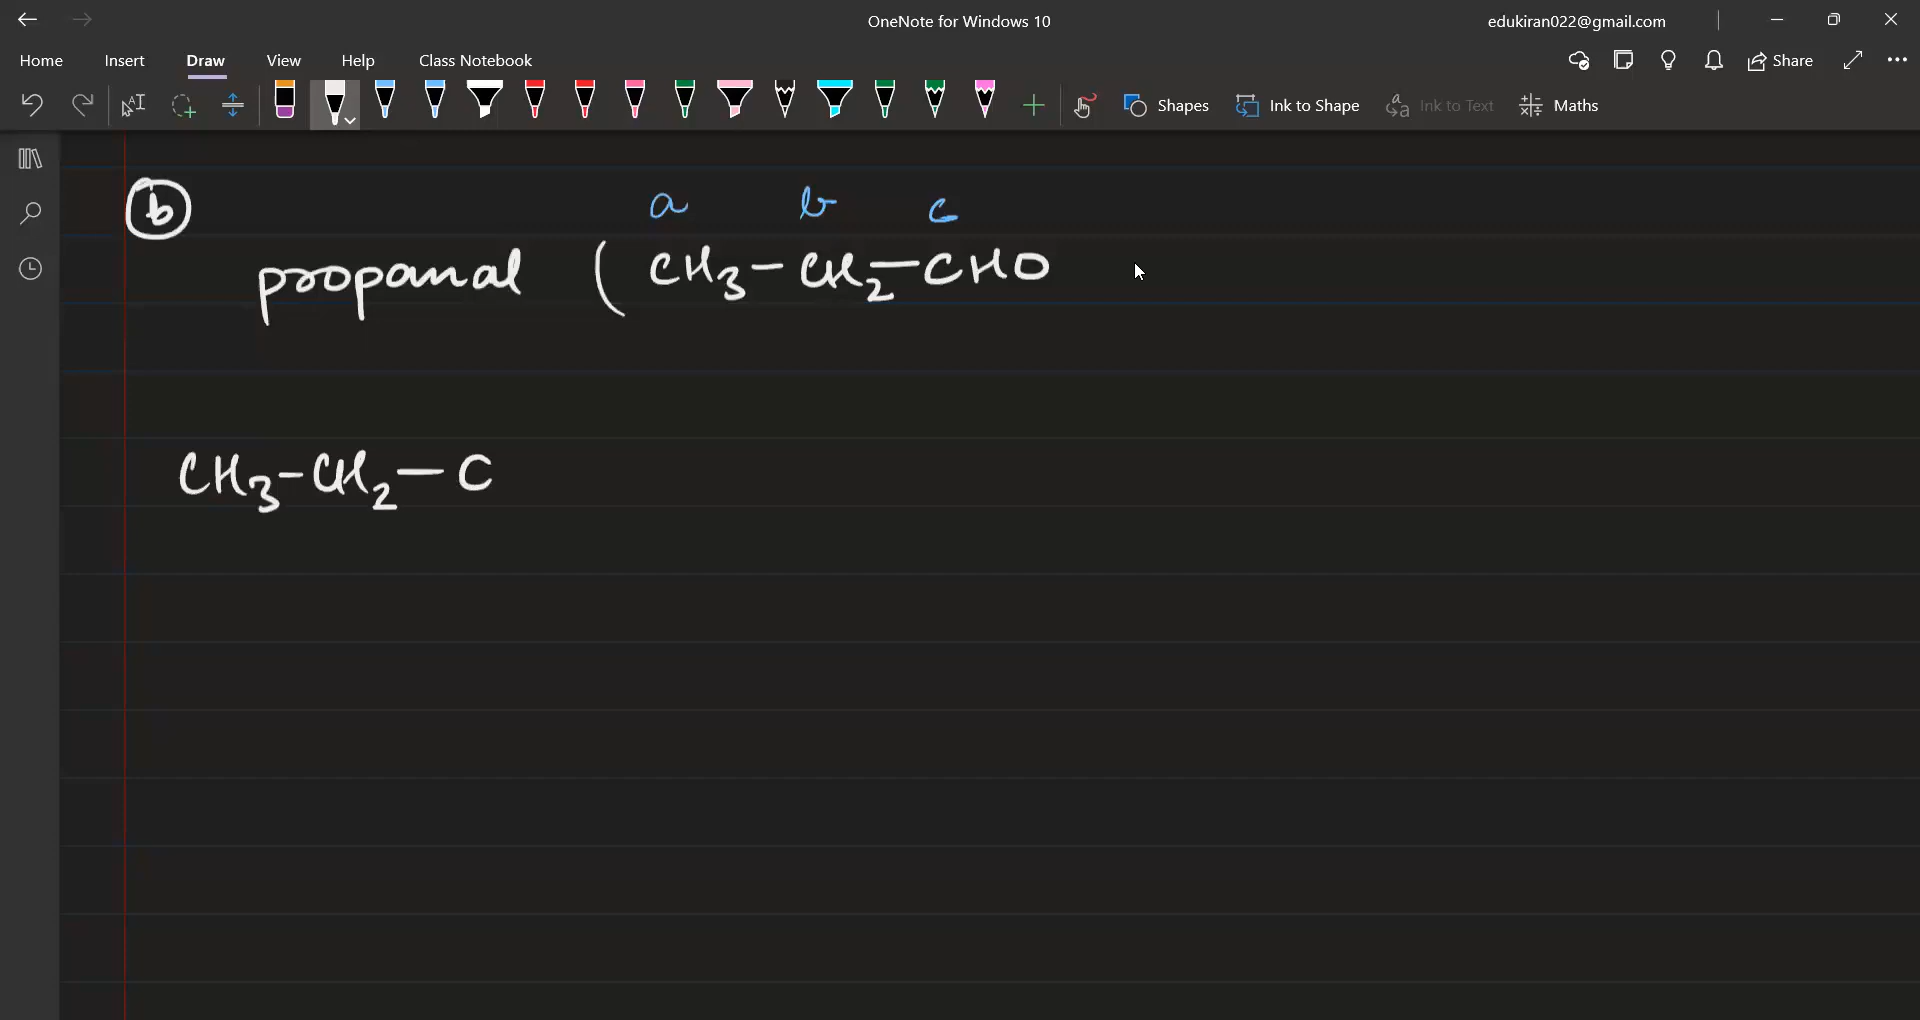 OneNote for Windows 10
edukiran022@gmail.com
Home Insert Draw View Help Class Notebook
Share
Shapes Ink to Shape Ink to Text Maths
b
a b c
propanal ( CH3-CH2-CHO
CH3-CH2-C